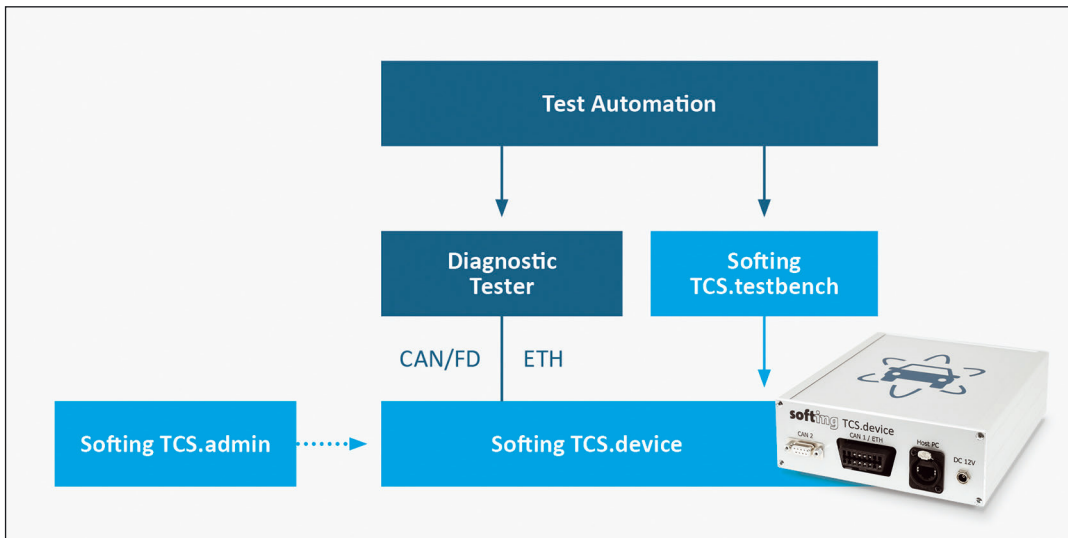 Test Automation
Diagnostic
Tester
Softing
TCS.testbench
CAN/FD
ETH
Softing TCS.admin
Softing TCS.device
softing TCS.device
CAN 2
CAN 1 / ETH
Host PC
DC 12V